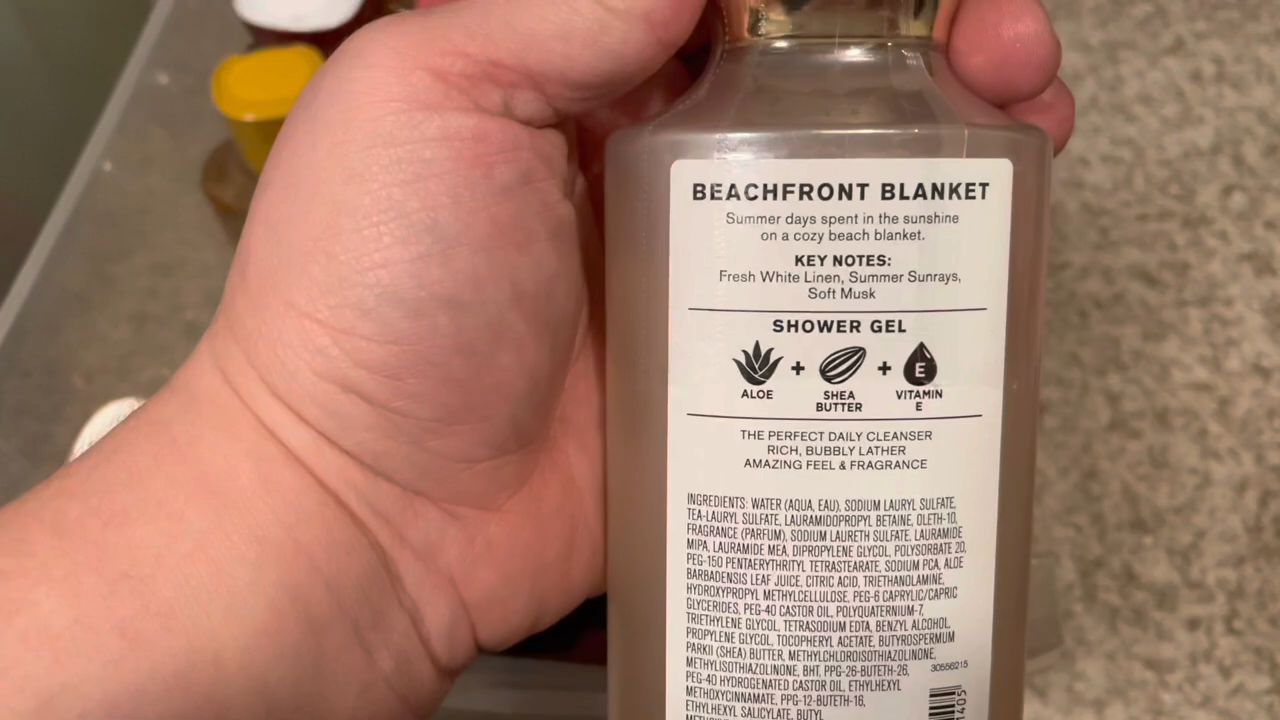 BEACHFRONT BLANKET
Summer days spent in the sunshine
on a cozy beach blanket.
KEY NOTES:
Fresh White Linen, Summer Sunrays,
Soft Musk
SHOWER GEL
ALOE + SHEA BUTTER + E VITAMIN E
THE PERFECT DAILY CLEANSER
RICH, BUBBLY LATHER
AMAZING FEEL & FRAGRANCE
INGREDIENTS: WATER (AQUA, EAU), SODIUM LAURYL SULFATE,
TEA-LAURYL SULFATE, LAURAMIDOPROPYL BETAINE, OLETH-10,
FRAGRANCE (PARFUM), SODIUM LAURETH SULFATE, LAURAMIDE
MIPA, LAURAMIDE MEA, DIPROPYLENE GLYCOL, POLYSORBATE 20,
PEG-150 PENTAERYTHRITYL TETRASTEARATE, SODIUM PCA, ALOE
BARBADENSIS LEAF JUICE, CITRIC ACID, TRIETHANOLAMINE,
HYDROXYPROPYL METHYLCELLULOSE, PEG-6 CAPRYLIC/CAPRIC
GLYCERIDES, PEG-40 CASTOR OIL, POLYQUATERNIUM-7,
TRIETHYLENE GLYCOL, TETRASODIUM EDTA, BENZYL ALCOHOL,
PROPYLENE GLYCOL, TOCOPHERYL ACETATE, BUTYROSPERMUM
PARKII (SHEA) BUTTER, METHYLCHLOROISOTHIAZOLINONE,
METHYLISOTHIAZOLINONE, BHT, PPG-26-BUTETH-26,
PEG-40 HYDROGENATED CASTOR OIL, ETHYLHEXYL
METHOXYCINNAMATE, PPG-12-BUTETH-16,
ETHYLHEXYL SALICYLATE, BUTYL
30556215
1405